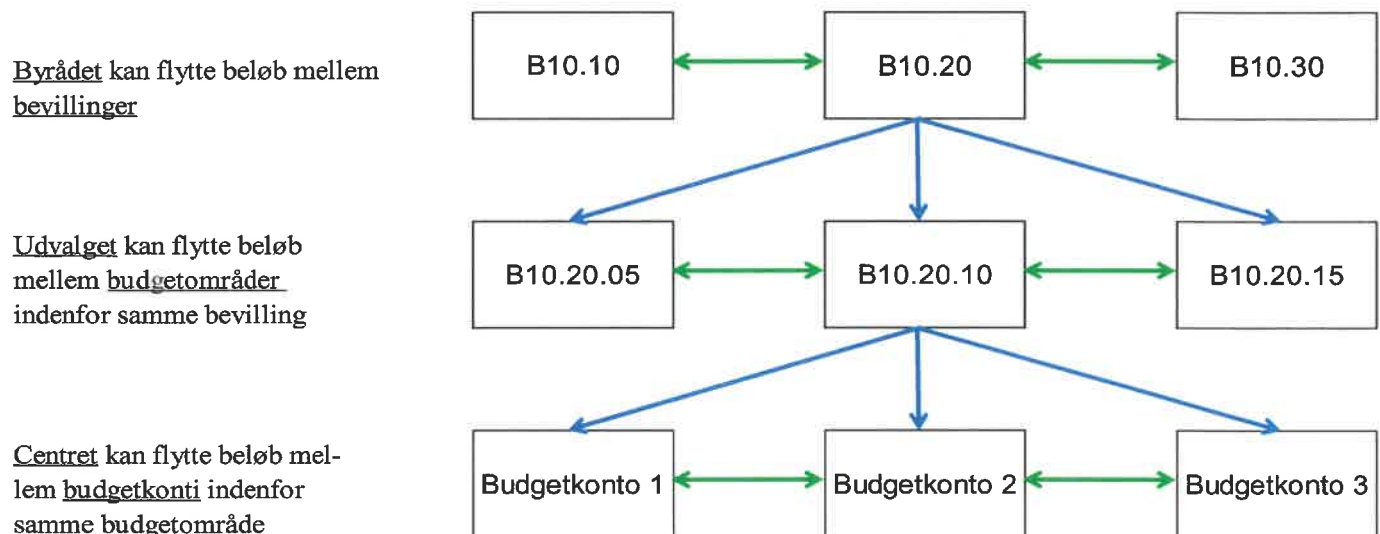 Byrådet kan flytte beløb mellem
bevillinger
B10.10
B10.20
B10.30
Udvalget kan flytte beløb
mellem budgetområder
indenfor samme bevilling
B10.20.05
B10.20.10
B10.20.15
Centret kan flytte beløb mel-
lem budgetkonti indenfor
samme budgetområde
Budgetkonto 1
Budgetkonto 2
Budgetkonto 3